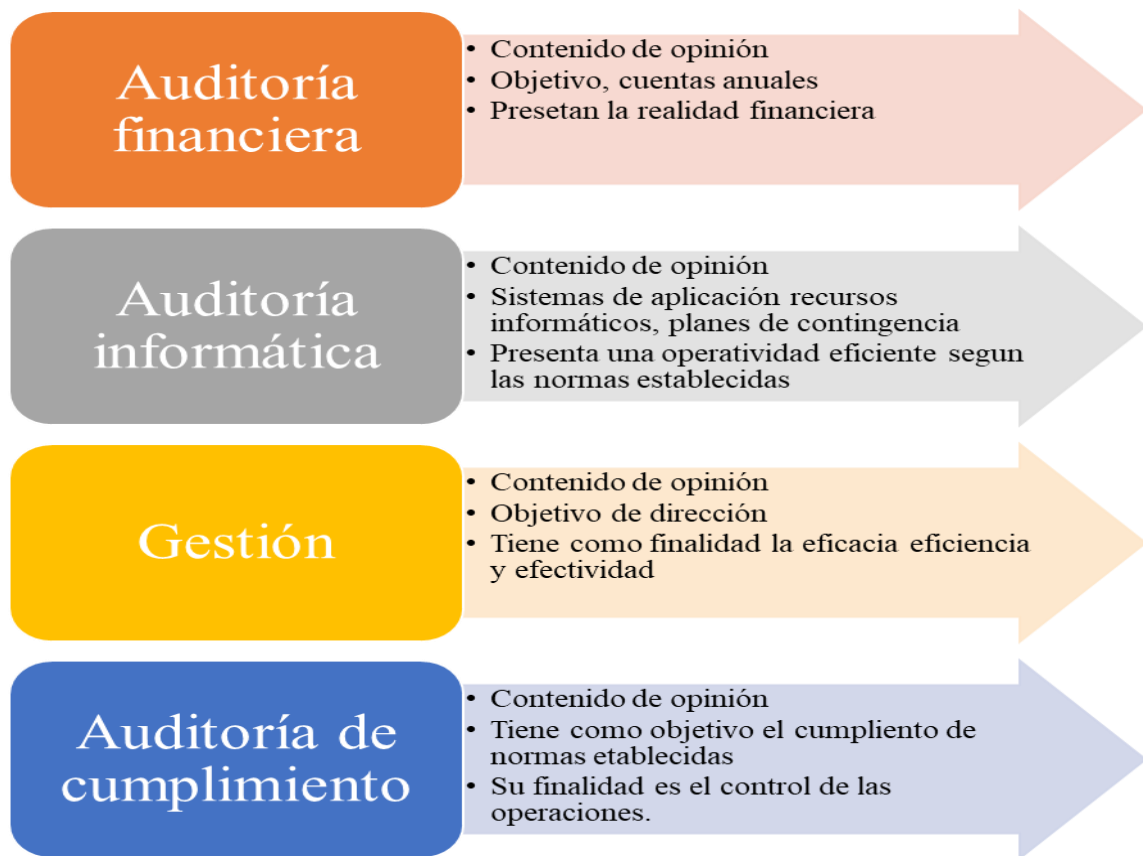 Auditoría
financiera
• Contenido de opinión
• Objetivo, cuentas anuales
• Presetan la realidad financiera
Auditoría
informática
• Contenido de opinión
• Sistemas de aplicación recursos
informáticos, planes de contingencia
• Presenta una operatividad eficiente segun
las normas establecidas
Gestión
• Contenido de opinión
• Objetivo de dirección
• Tiene como finalidad la eficacia eficiencia
y efectividad
Auditoría de
cumplimiento
• Contenido de opinión
• Tiene como objetivo el cumpliento de
normas etablecidas
• Su finalidad es el control de las
operaciones.